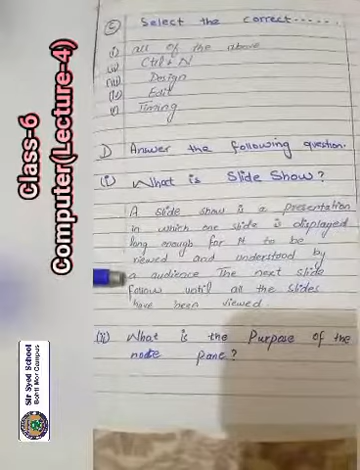 Class-6
Computer(Lecture-4)
Sir Syed School
Bohti Mor Campus
C Select the correct......
i) all of the above
ii) Ctrl + N
iii) Design
iv) Edit
v) Timing
D Answer the following question.
(i) What is Slide Show?
A slide show is a presentation
in which one slide is displayed
long enough for it to be
viewed and understood by
a audience The next slide
follow until all the slides
have been viewed
(ii) What is the Purpose of the
note pane?